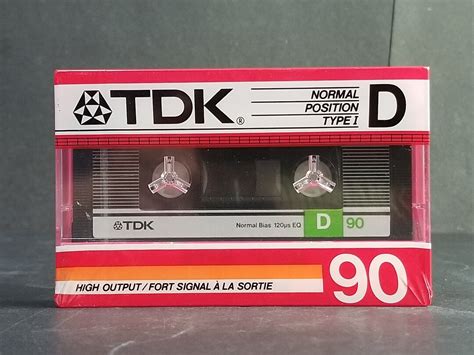 TDK®
NORMAL
POSITION
TYPE I
D
TDK
Normal Bias 120µs EQ
D 90
HIGH OUTPUT/FORT SIGNAL À LA SORTIE
90